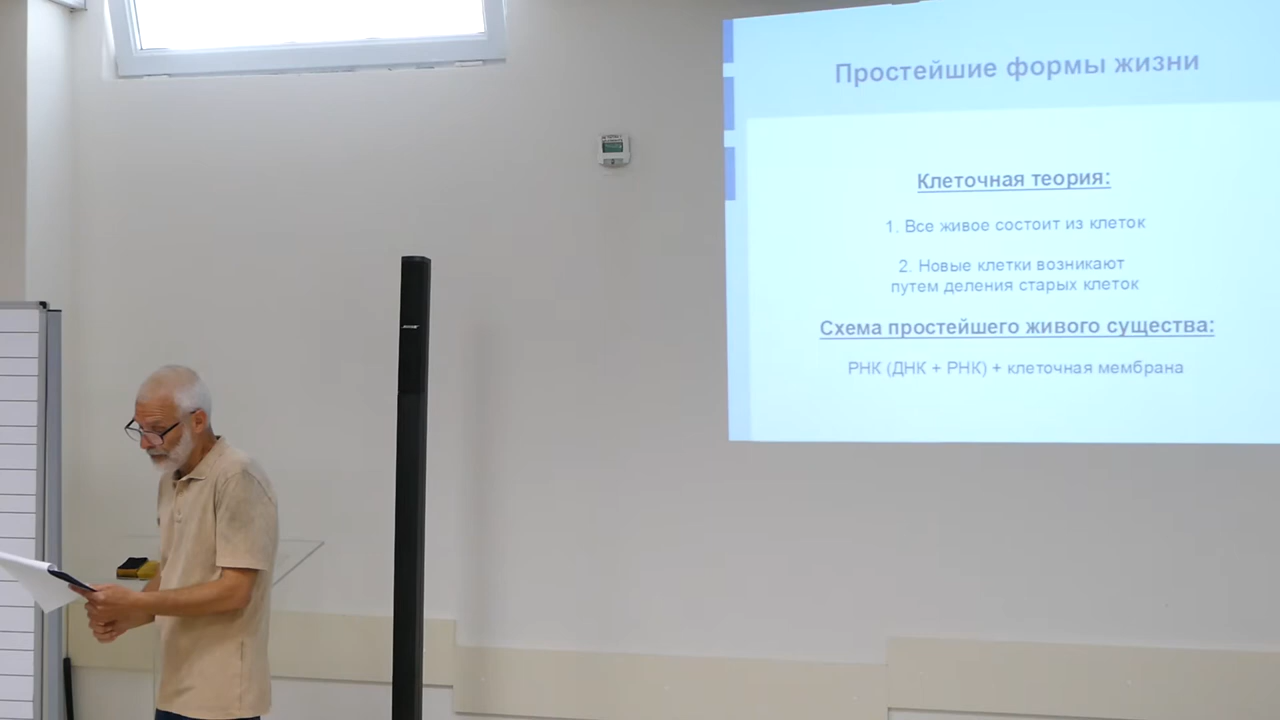 Простейшие формы жизни
Клеточная теория:
1. Все живое состоит из клеток
2. Новые клетки возникают
путем деления старых клеток
Схема простейшего живого существа:
РНК (ДНК + РНК) + клеточная мембрана
BOSE